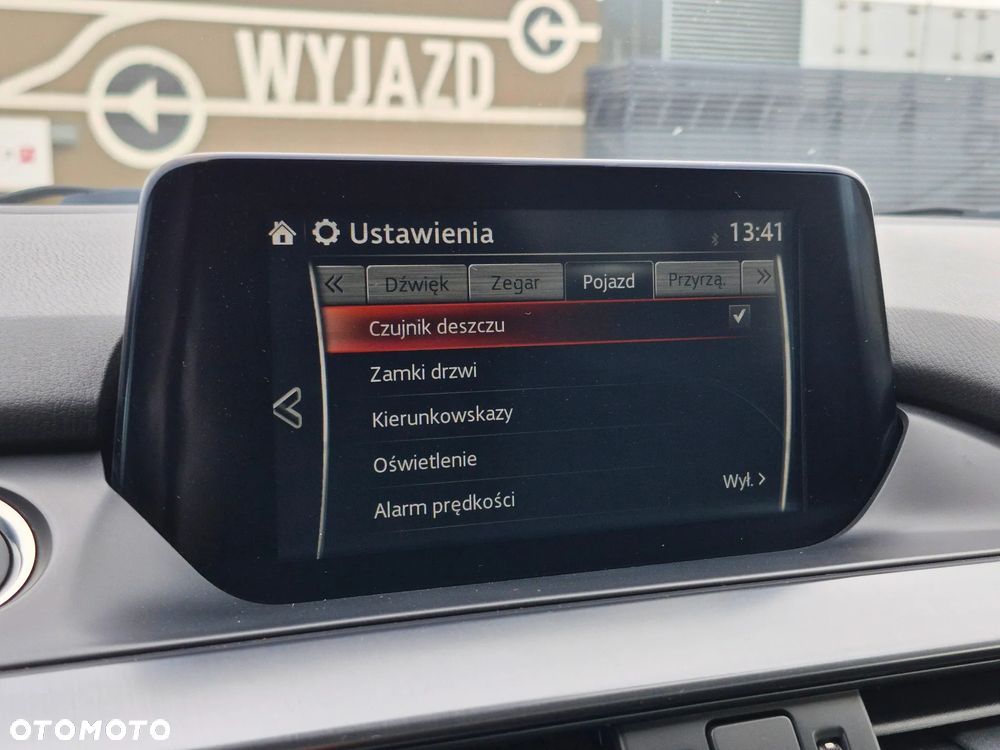 WYJAZD
Ustawienia
13:41
Dźwięk
Zegar
Pojazd
Przyrzą.
Czujnik deszczu
Zamki drzwi
Kierunkowskazy
Oświetlenie
Alarm prędkości
Wył.
OTOMOTO